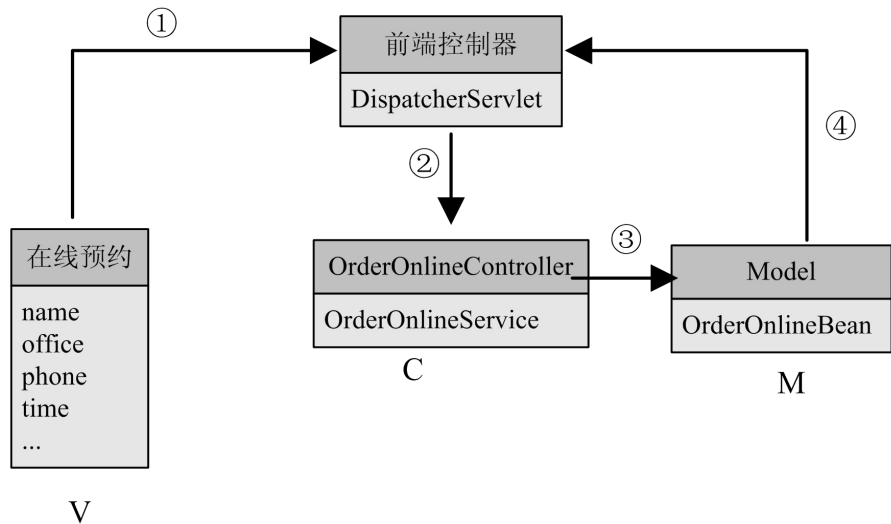 ①
前端控制器
DispatcherServlet
④
②
在线预约
name
office
phone
time
...
V
OrderOnlineController
OrderOnlineService
C
③
Model
OrderOnlineBean
M